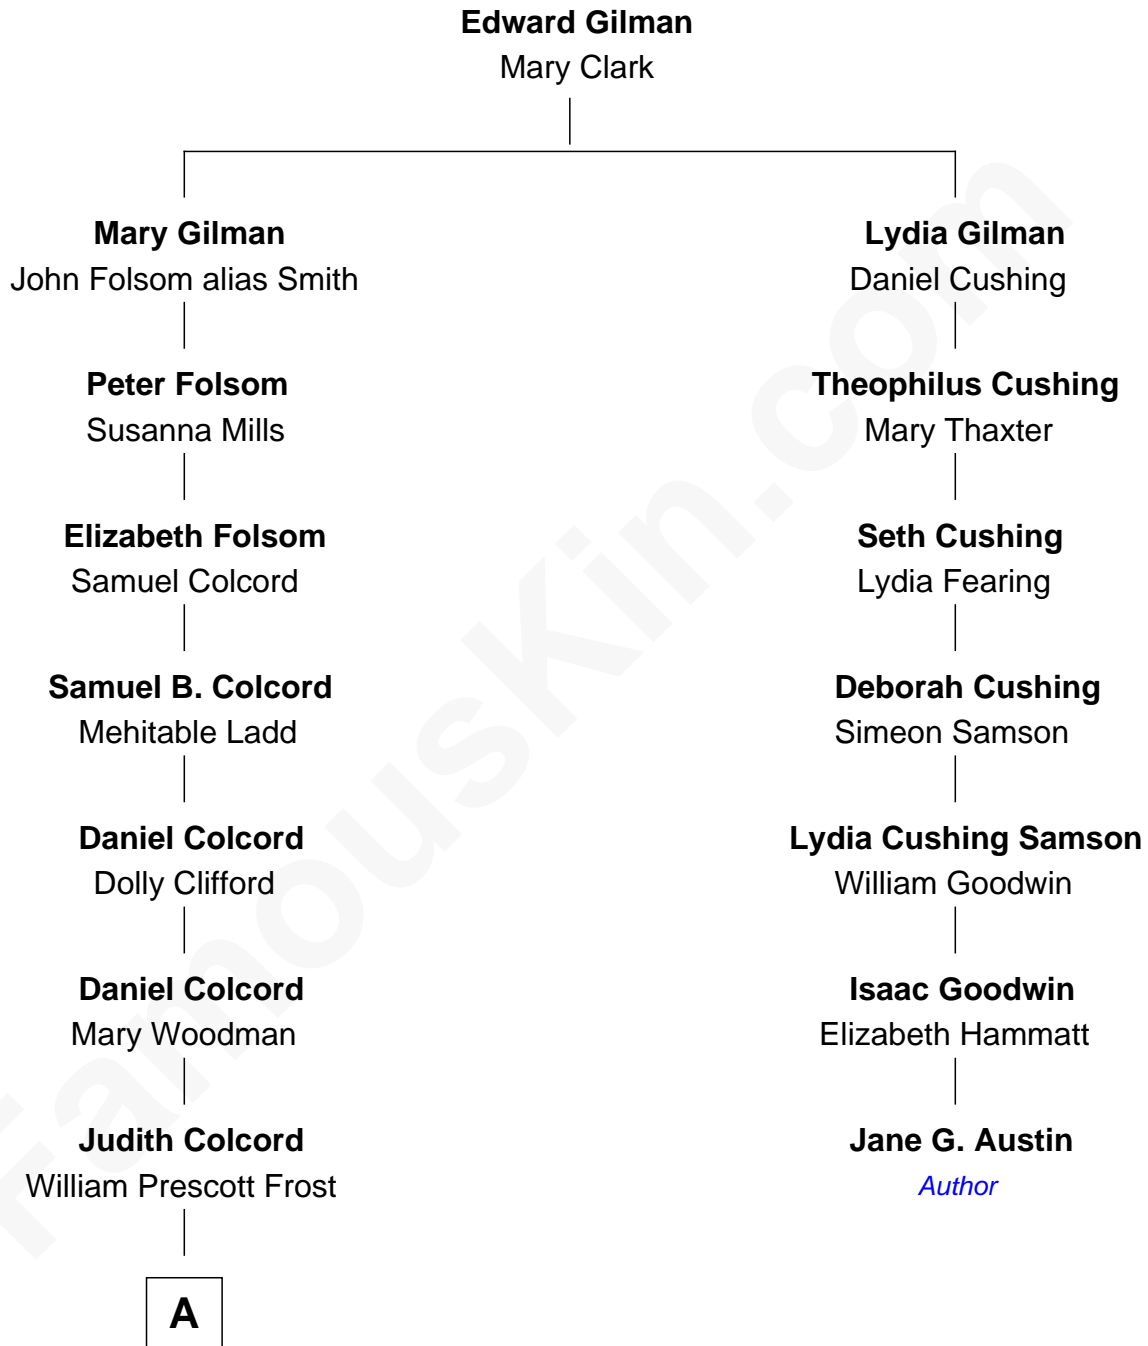 Edward Gilman
Mary Clark
Mary Gilman
John Folsom alias Smith
Lydia Gilman
Daniel Cushing
Peter Folsom
Susanna Mills
Theophilus Cushing
Mary Thaxter
Elizabeth Folsom
Samuel Colcord
Seth Cushing
Lydia Fearing
Samuel B. Colcord
Mehitable Ladd
Deborah Cushing
Simeon Samson
Daniel Colcord
Dolly Clifford
Lydia Cushing Samson
William Goodwin
Daniel Colcord
Mary Woodman
Isaac Goodwin
Elizabeth Hammatt
Judith Colcord
William Prescott Frost
Jane G. Austin
Author
A
FamousKin.com